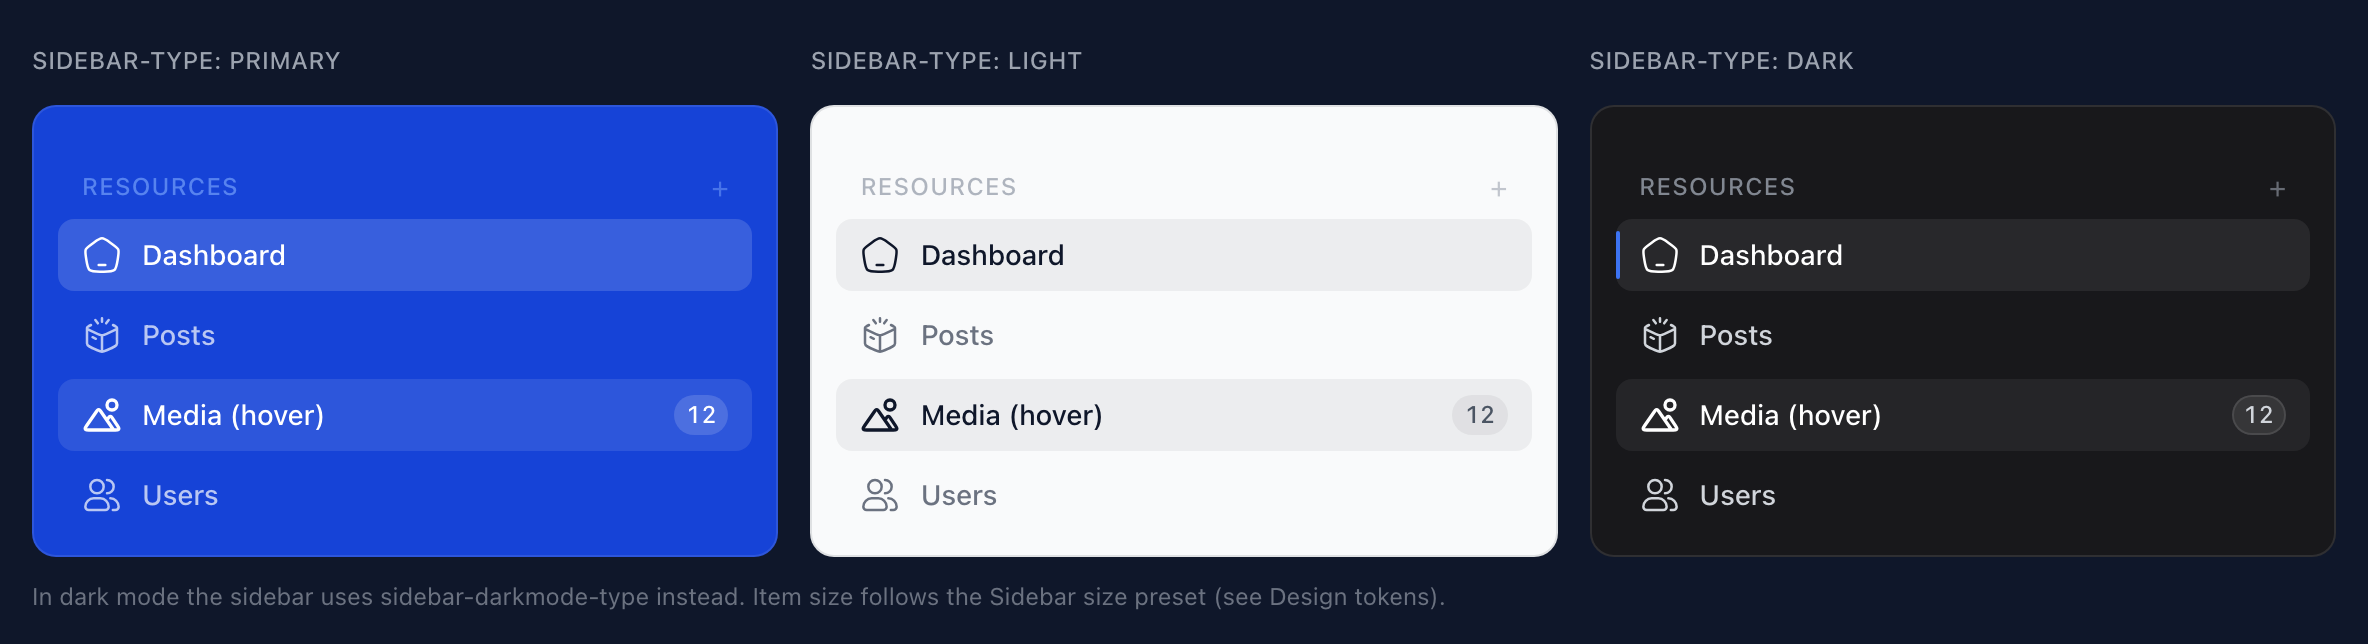 SIDEBAR-TYPE: PRIMARY
RESOURCES +
Dashboard
Posts
Media (hover) 12
Users
SIDEBAR-TYPE: LIGHT
RESOURCES +
Dashboard
Posts
Media (hover) 12
Users
SIDEBAR-TYPE: DARK
RESOURCES +
Dashboard
Posts
Media (hover) 12
Users
In dark mode the sidebar uses sidebar-darkmode-type instead. Item size follows the Sidebar size preset (see Design tokens).